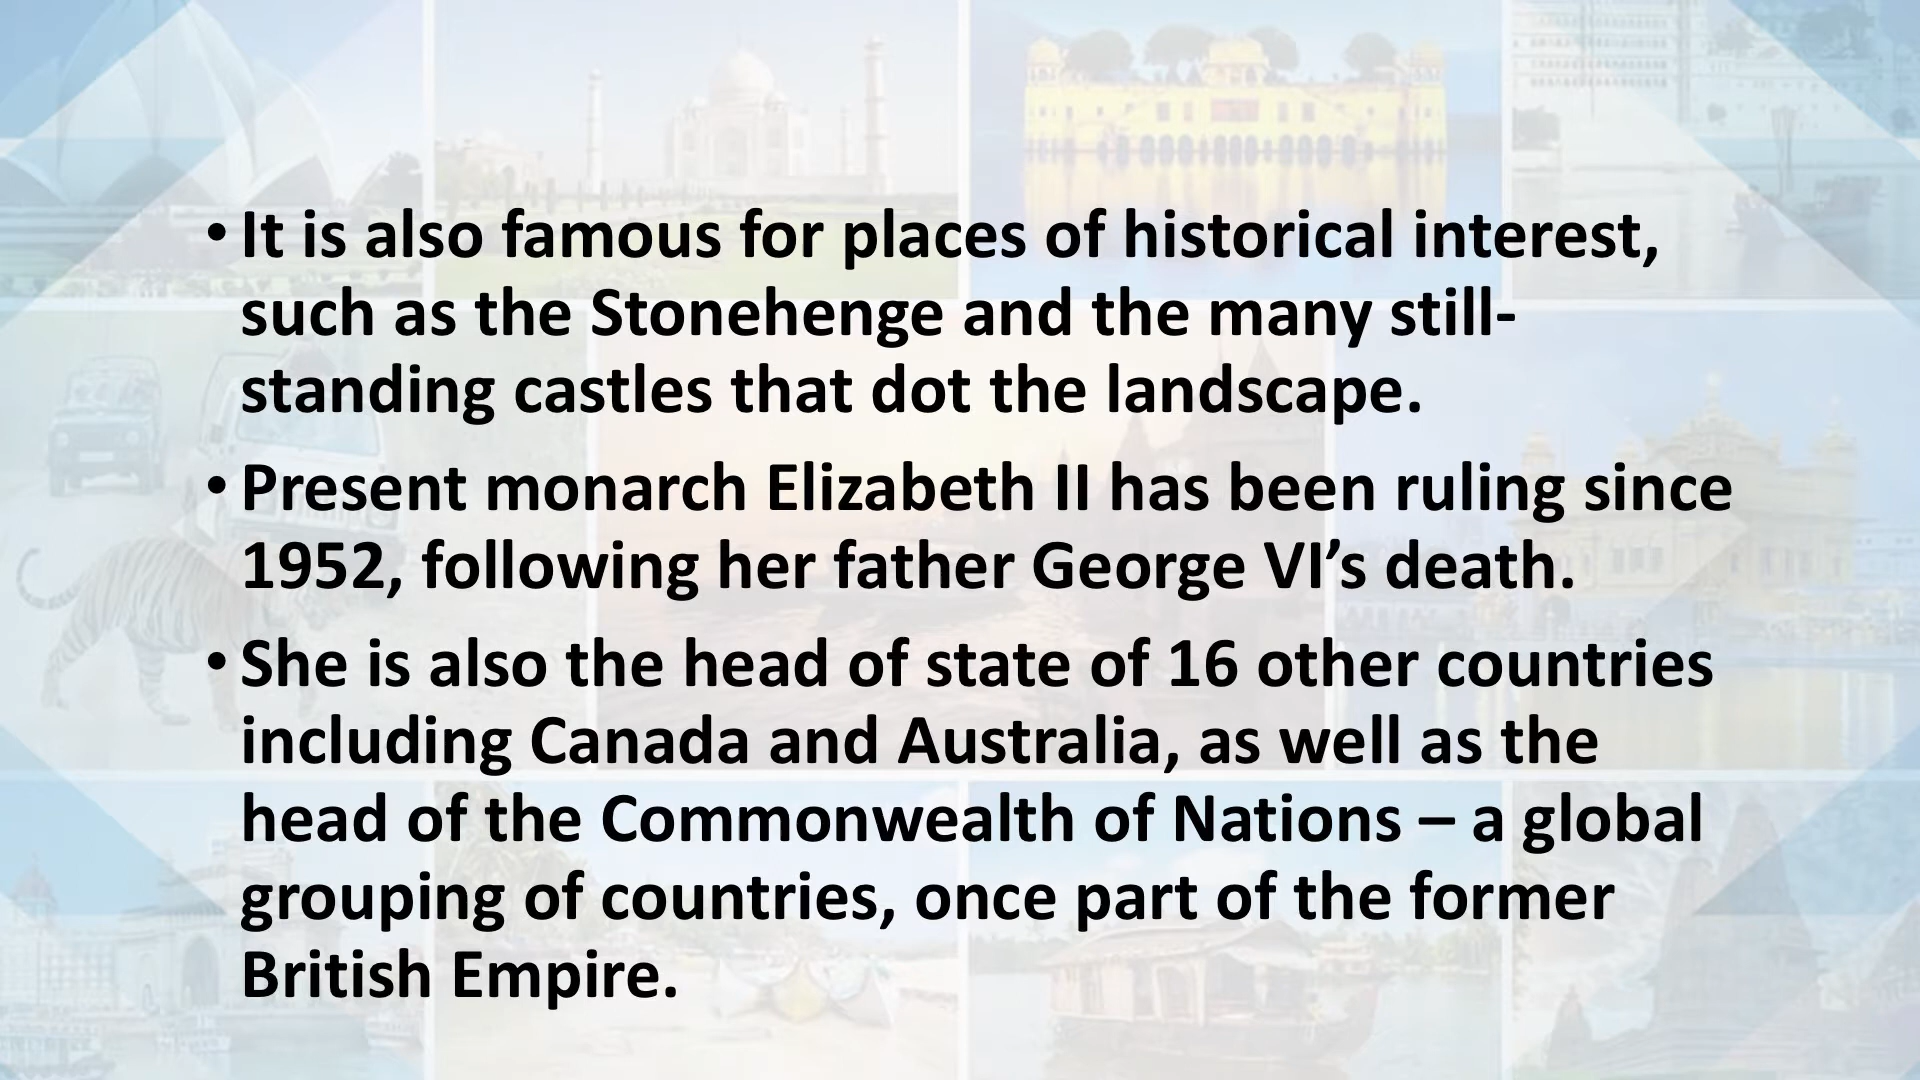 • It is also famous for places of historical interest,
such as the Stonehenge and the many still-
standing castles that dot the landscape.
• Present monarch Elizabeth II has been ruling since
1952, following her father George VI’s death.
• She is also the head of state of 16 other countries
including Canada and Australia, as well as the
head of the Commonwealth of Nations – a global
grouping of countries, once part of the former
British Empire.